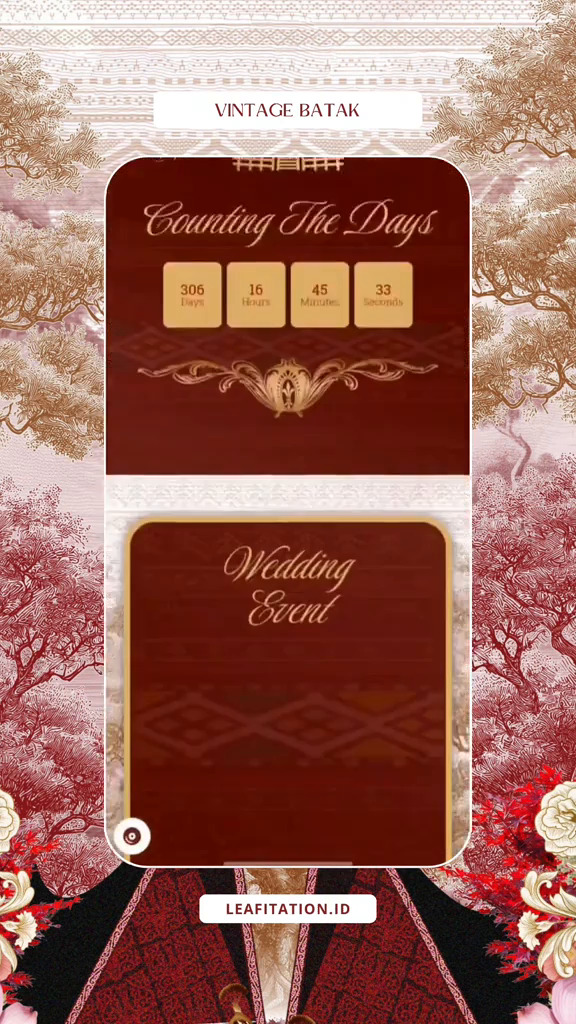 VINTAGE BATAK
Counting The Days
306 16 45 33
Days Hours Minutes Seconds
Wedding
Event
LEAFITATION.ID